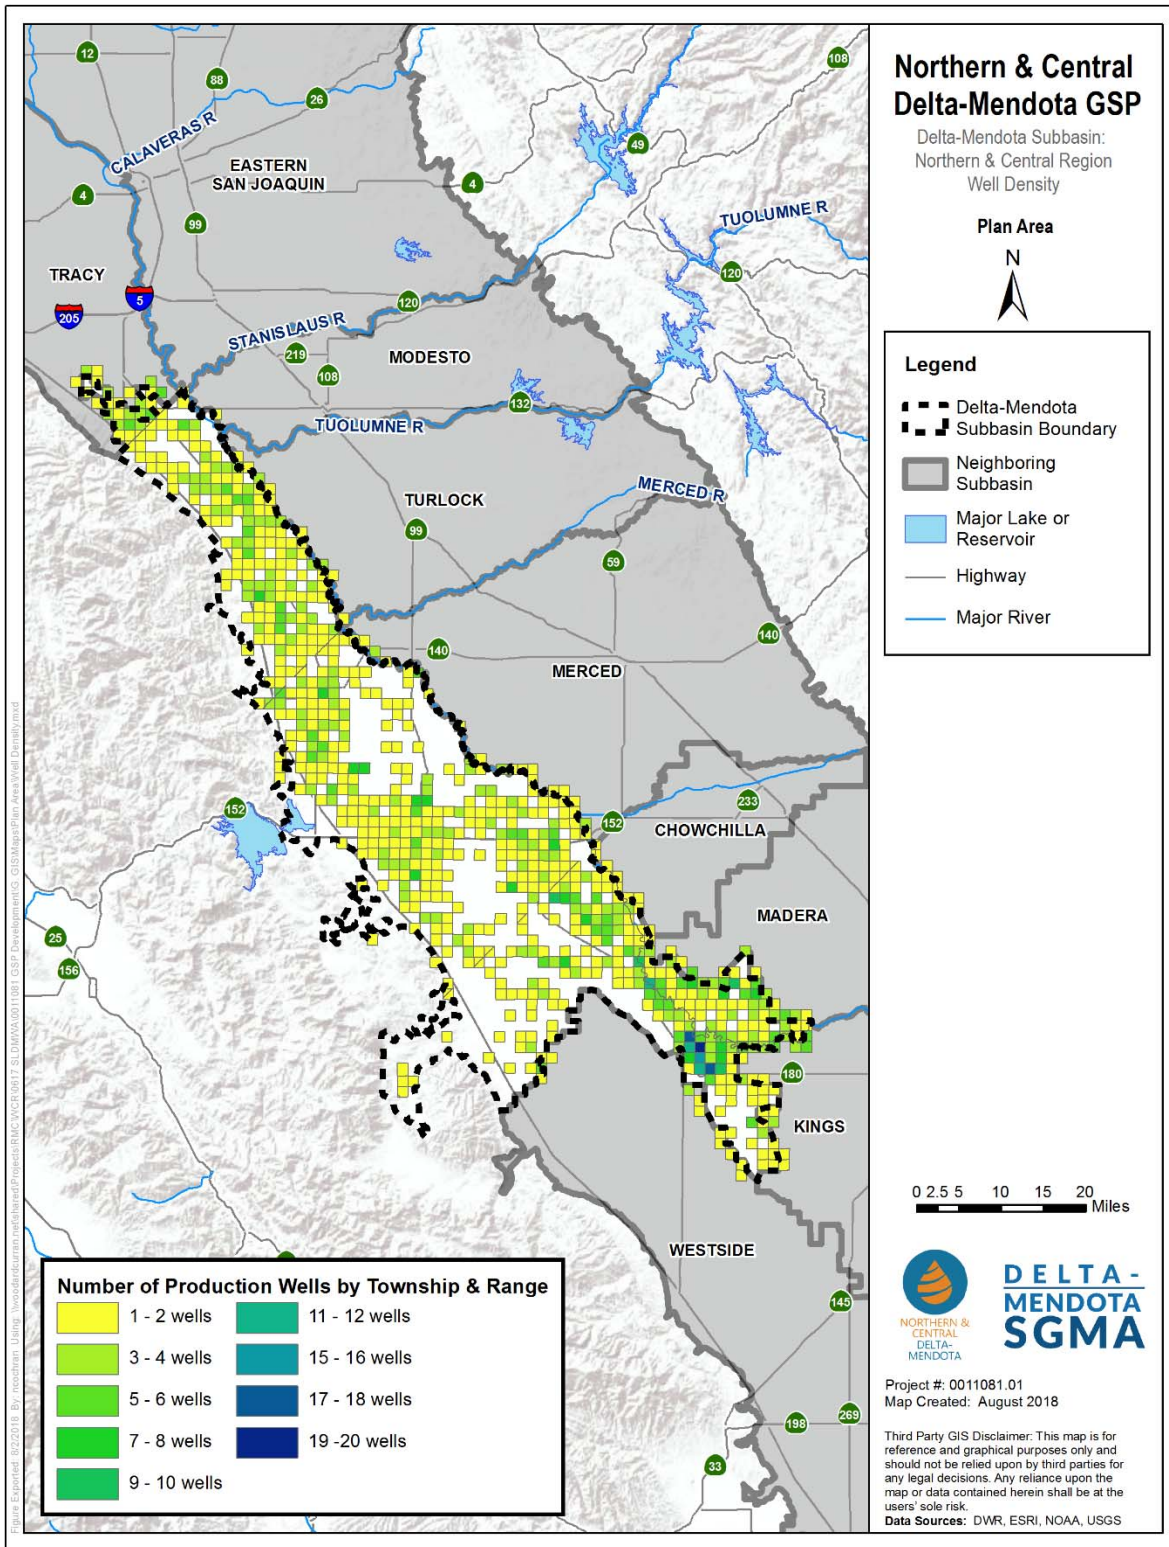 Northern & Central
Delta-Mendota GSP
Delta-Mendota Subbasin:
Northern & Central Region
Well Density
Plan Area
N
Legend
Delta-Mendota
Subbasin Boundary
Neighboring
Subbasin
Major Lake or
Reservoir
Highway
Major River
0 2.5 5 10 15 20
Miles
NORTHERN &
CENTRAL
DELTA-
MENDOTA
DELTA-
MENDOTA
SGMA
Project #: 0011081.01
Map Created: August 2018
Third Party GIS Disclaimer: This map is for
reference and graphical purposes only and
should not be relied upon by third parties for
any legal decisions. Any reliance upon the
map or data contained herein shall be at the
users' sole risk.
Data Sources: DWR, ESRI, NOAA, USGS
12
88
26
108
CALAVERAS R
EASTERN
SAN JOAQUIN
49
4
4
99
TUOLUMNE R
TRACY
120
5
205
120
STANISLAUS R
219
MODESTO
108
132
TUOLUMNE R
MERCED R
TURLOCK
99
59
140
140
MERCED
233
152
152
CHOWCHILLA
MADERA
25
156
180
KINGS
WESTSIDE
145
269
198
33
Number of Production Wells by Township & Range
1 - 2 wells
3 - 4 wells
5 - 6 wells
7 - 8 wells
9 - 10 wells
11 - 12 wells
15 - 16 wells
17 - 18 wells
19 -20 wells